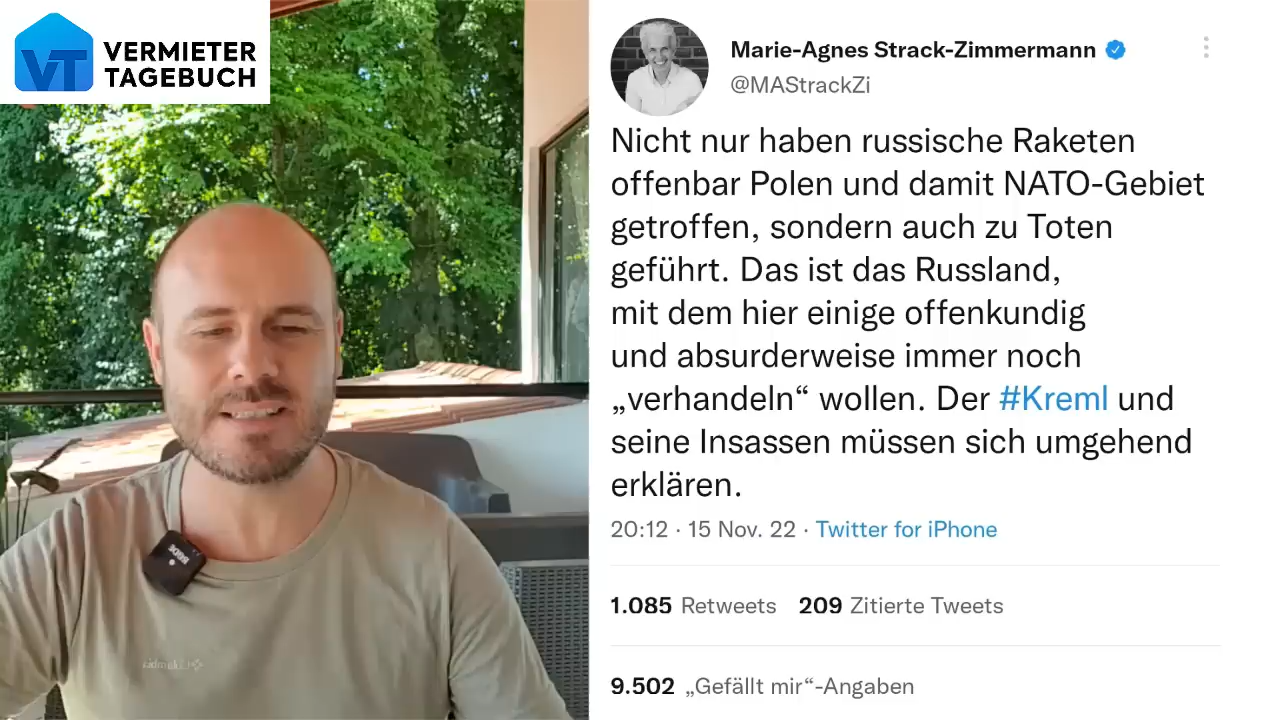 VERMIETER
TAGEBUCH
VT
Marie-Agnes Strack-Zimmermann
@MAStrackZi
Nicht nur haben russische Raketen
offenbar Polen und damit NATO-Gebiet
getroffen, sondern auch zu Toten
geführt. Das ist das Russland,
mit dem hier einige offenkundig
und absurderweise immer noch
„verhandeln“ wollen. Der #Kreml und
seine Insassen müssen sich umgehend
erklären.
20:12 · 15 Nov. 22 · Twitter for iPhone
1.085 Retweets 209 Zitierte Tweets
9.502 „Gefällt mir“-Angaben
RØDE